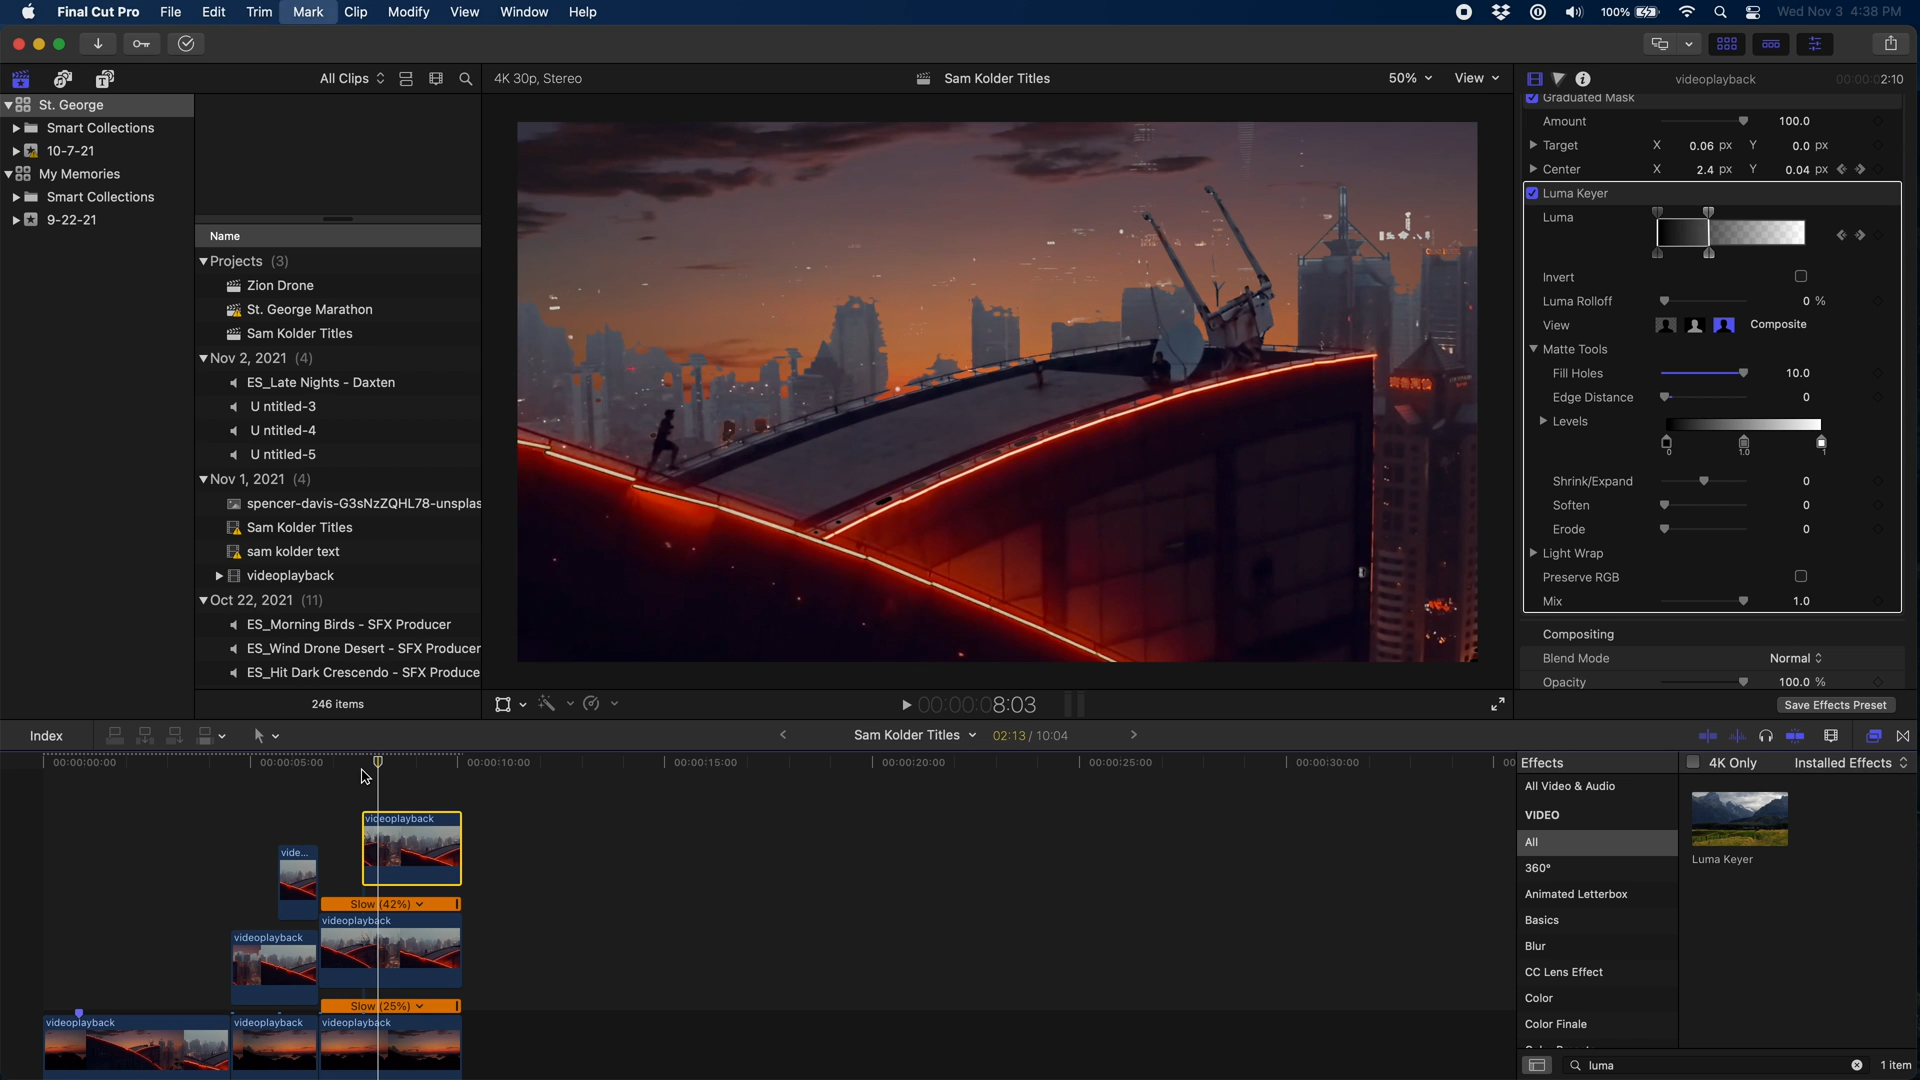 Final Cut Pro File Edit Trim Mark Clip Modify View Window Help
100% Wed Nov 3 4:38 PM
All Clips
4K 30p, Stereo
Sam Kolder Titles
50% View
videoplayback
00:00:02:10
St. George
Smart Collections
10-7-21
My Memories
Smart Collections
9-22-21
Name
Projects (3)
Zion Drone
St. George Marathon
Sam Kolder Titles
Nov 2, 2021 (4)
ES_Late Nights - Daxten
U ntitled-3
U ntitled-4
U ntitled-5
Nov 1, 2021 (4)
spencer-davis-G3sNzZQHL78-unsplas
Sam Kolder Titles
sam kolder text
videoplayback
Oct 22, 2021 (11)
ES_Morning Birds - SFX Producer
ES_Wind Drone Desert - SFX Producer
ES_Hit Dark Crescendo - SFX Produce
246 items
00:00:08:03
Graduated Mask
Amount 100.0
Target X 0.06 px Y 0.0 px
Center X 2.4 px Y 0.04 px
Luma Keyer
Luma
Invert
Luma Rolloff 0 %
View Composite
Matte Tools
Fill Holes 10.0
Edge Distance 0
Levels
0 1.0 1
Shrink/Expand 0
Soften 0
Erode 0
Light Wrap
Preserve RGB
Mix 1.0
Compositing
Blend Mode Normal
Opacity 100.0 %
Save Effects Preset
Index
Sam Kolder Titles 02:13 / 10:04
00:00:00:00 00:00:05:00 00:00:10:00 00:00:15:00 00:00:20:00 00:00:25:00 00:00:30:00 00
videoplayback
vide...
Slow (42%)
videoplayback
videoplayback
Slow (25%)
videoplayback videoplayback videoplayback
Effects
4K Only Installed Effects
All Video & Audio
VIDEO
All
360°
Animated Letterbox
Basics
Blur
CC Lens Effect
Color
Color Finale
Luma Keyer
luma
1 item